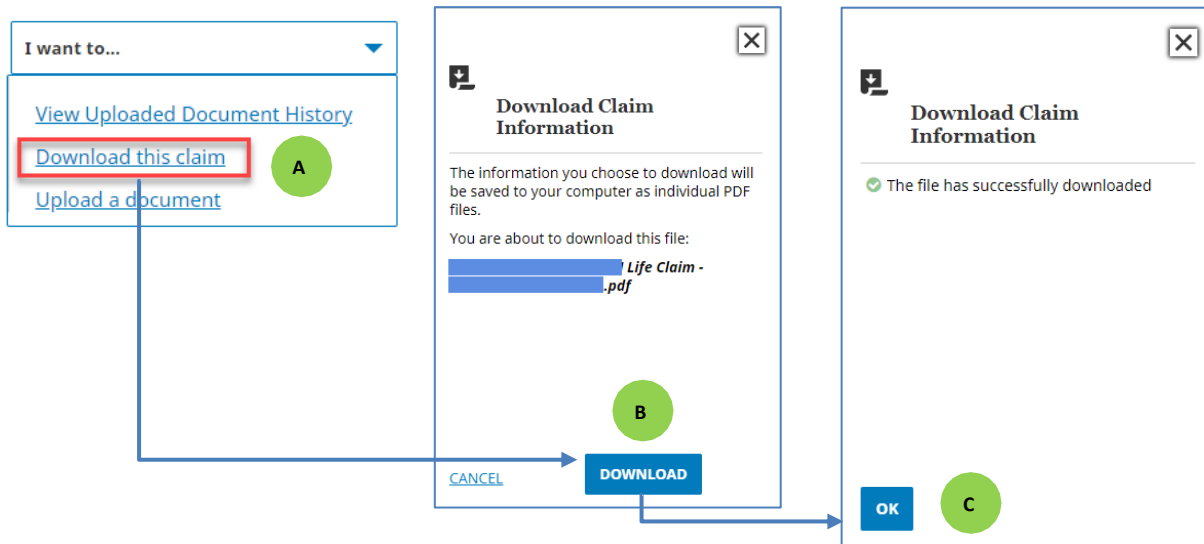 I want to...
View Uploaded Document History
Download this claim
A
Upload a document
Download Claim
Information
The information you choose to download will
be saved to your computer as individual PDF
files.
You are about to download this file:
Life Claim -
.pdf
B
CANCEL
DOWNLOAD
Download Claim
Information
The file has successfully downloaded
OK
C